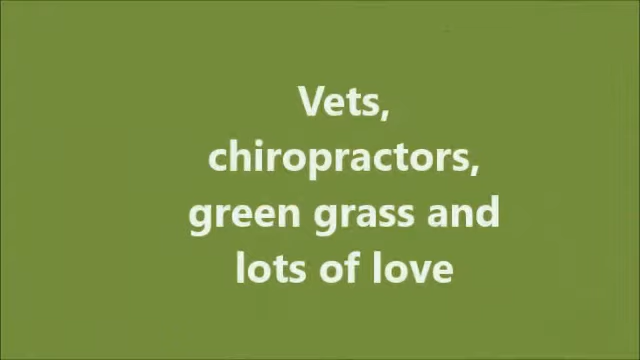 Vets,
chiropractors,
green grass and
lots of love